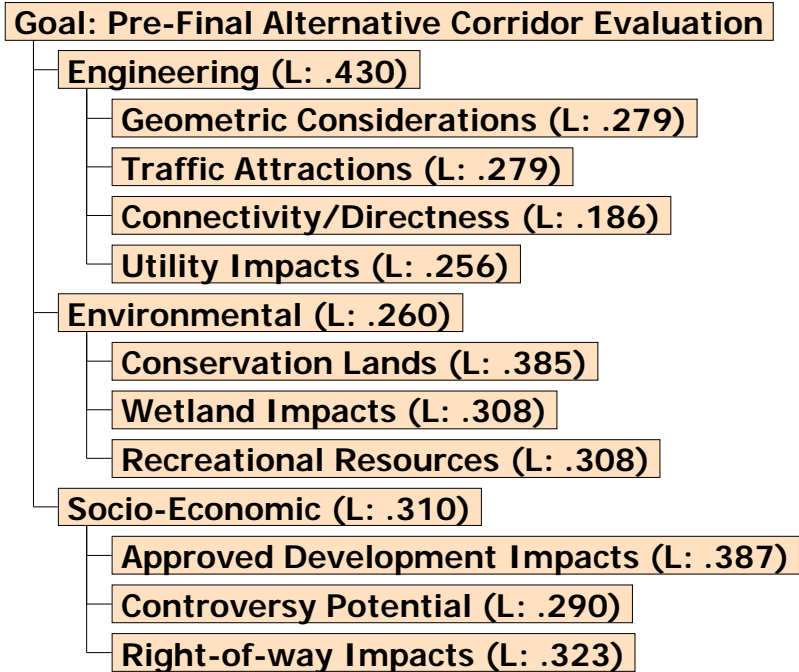 Goal: Pre-Final Alternative Corridor Evaluation
Engineering (L: .430)
Geometric Considerations (L: .279)
Traffic Attractions (L: .279)
Connectivity/Directness (L: .186)
Utility Impacts (L: .256)
Environmental (L: .260)
Conservation Lands (L: .385)
Wetland Impacts (L: .308)
Recreational Resources (L: .308)
Socio-Economic (L: .310)
Approved Development Impacts (L: .387)
Controversy Potential (L: .290)
Right-of-way Impacts (L: .323)